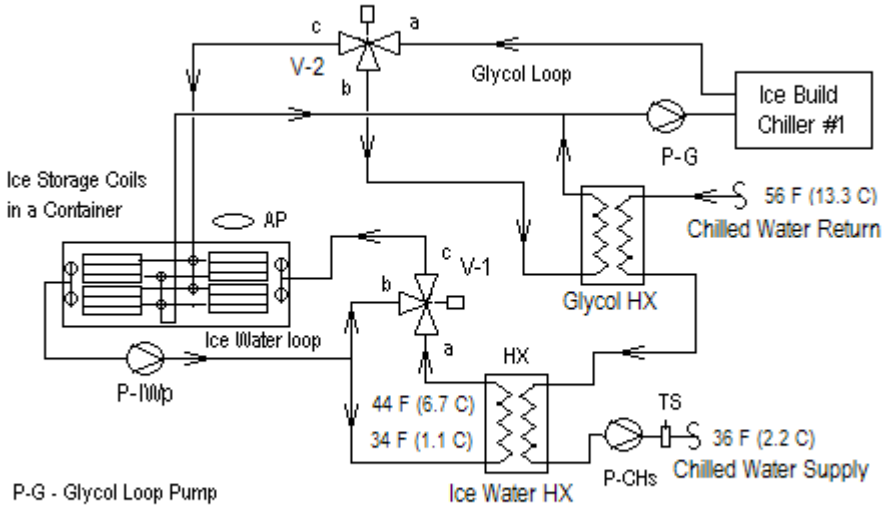 c
a
V-2
b
Glycol Loop
Ice Build
Chiller #1
P-G
Ice Storage Coils
in a Container
AP
56 F (13.3 C)
Chilled Water Return
c
V-1
b
Glycol HX
Ice Water loop
a
HX
P-IWp
44 F (6.7 C)
TS
34 F (1.1 C)
36 F (2.2 C)
P-CHs
Chilled Water Supply
P-G - Glycol Loop Pump
Ice Water HX